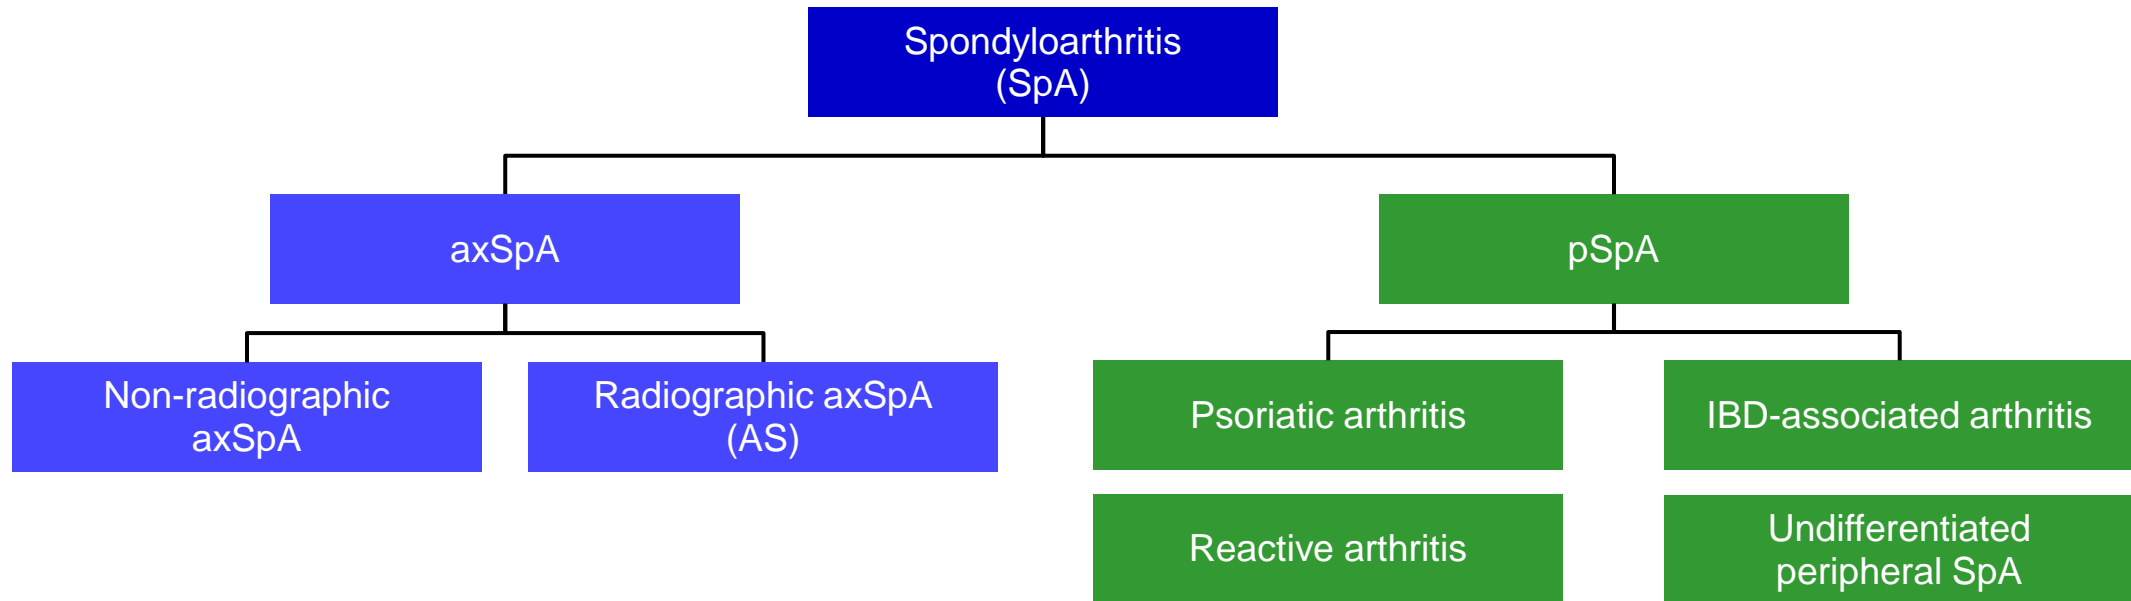 Spondyloarthritis
(SpA)
axSpA
pSpA
Non-radiographic
axSpA
Radiographic axSpA
(AS)
Psoriatic arthritis
IBD-associated arthritis
Reactive arthritis
Undifferentiated
peripheral SpA